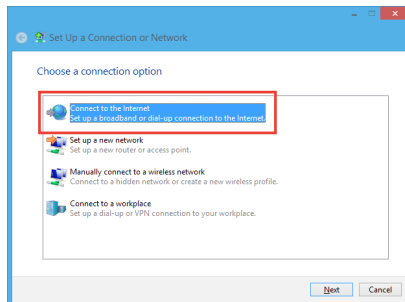 Set Up a Connection or Network
Choose a connection option
Connect to the Internet
Set up a broadband or dial-up connection to the Internet.
Set up a new network
Set up a new router or access point.
Manually connect to a wireless network
Connect to a hidden network or create a new wireless profile.
Connect to a workplace
Set up a dial-up or VPN connection to your workplace.
Next Cancel